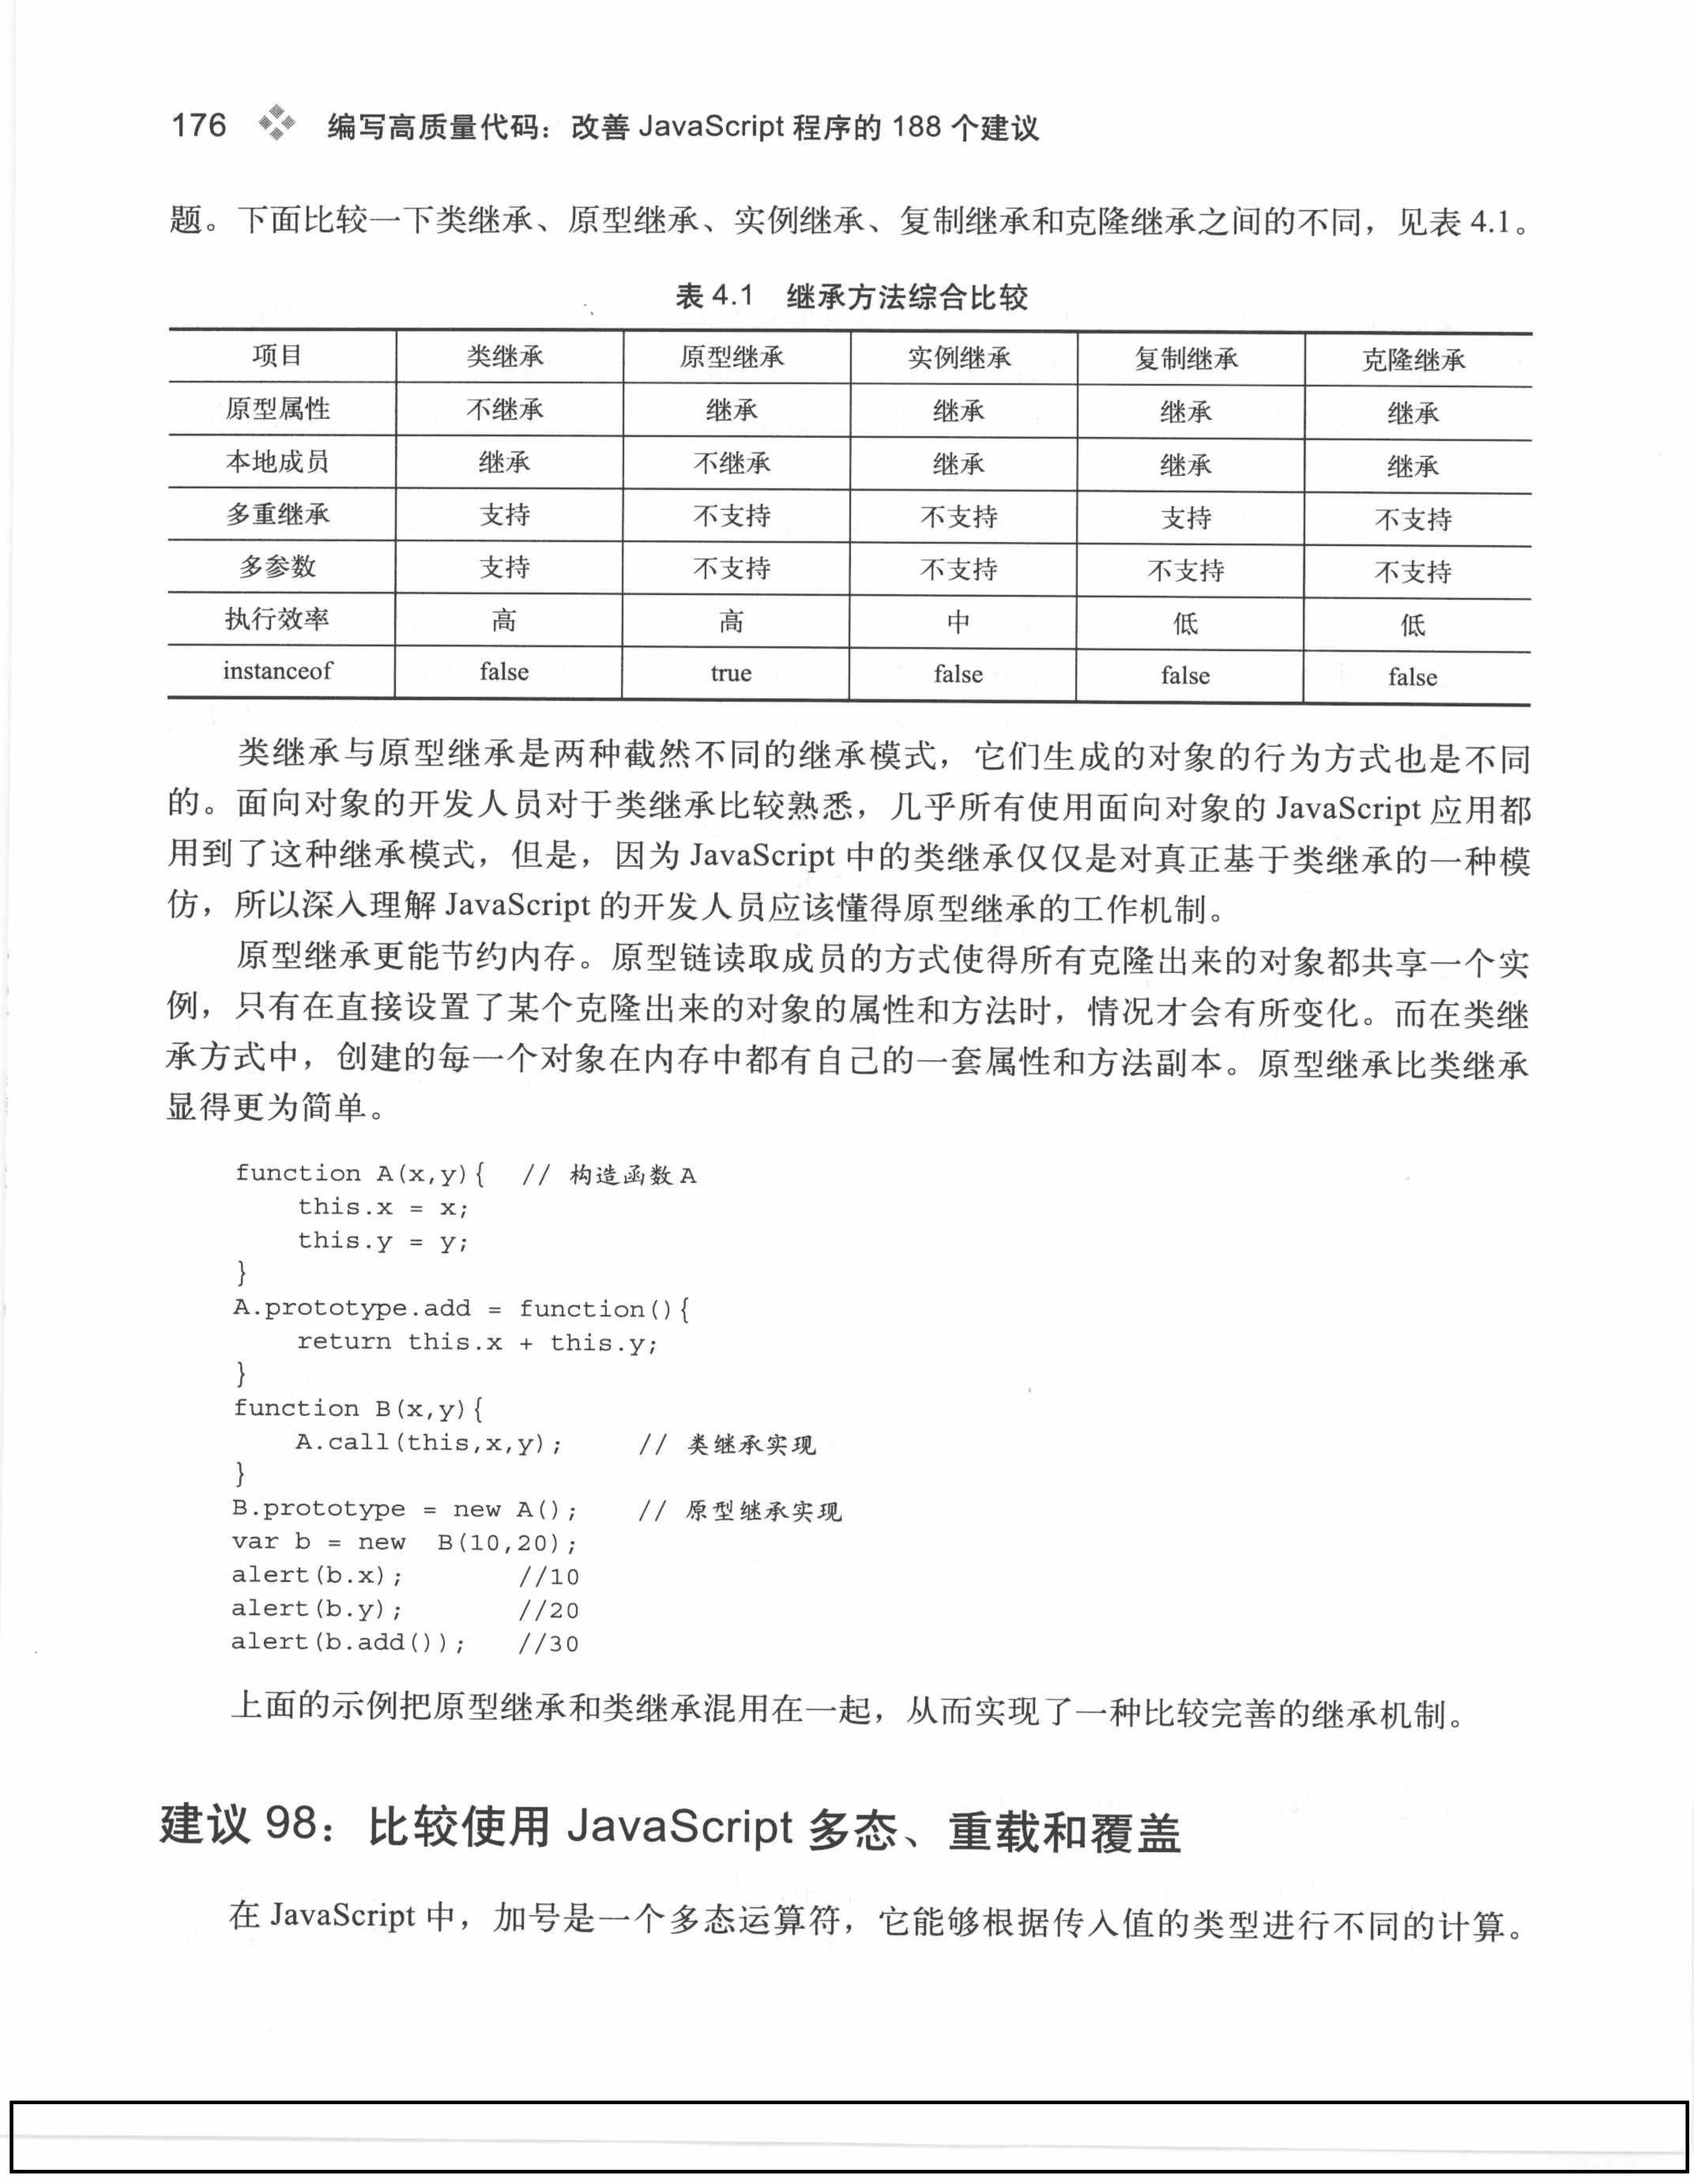 176 编写高质量代码：改善 JavaScript 程序的 188 个建议
题。下面比较一下类继承、原型继承、实例继承、复制继承和克隆继承之间的不同，见表 4.1。
表 4.1 继承方法综合比较
项目 类继承 原型继承 实例继承 复制继承 克隆继承
原型属性 不继承 继承 继承 继承 继承
本地成员 继承 不继承 继承 继承 继承
多重继承 支持 不支持 不支持 支持 不支持
多参数 支持 不支持 不支持 不支持 不支持
执行效率 高 高 中 低 低
instanceof false true false false false
类继承与原型继承是两种截然不同的继承模式，它们生成的对象的行为方式也是不同
的。面向对象的开发人员对于类继承比较熟悉，几乎所有使用面向对象的 JavaScript 应用都
用到了这种继承模式，但是，因为 JavaScript 中的类继承仅仅是对真正基于类继承的一种模
仿，所以深入理解 JavaScript 的开发人员应该懂得原型继承的工作机制。
原型继承更能节约内存。原型链读取成员的方式使得所有克隆出来的对象都共享一个实
例，只有在直接设置了某个克隆出来的对象的属性和方法时，情况才会有所变化。而在类继
承方式中，创建的每一个对象在内存中都有自己的一套属性和方法副本。原型继承比类继承
显得更为简单。
function A(x,y){ // 构造函数 A
this.x = x;
this.y = y;
}
A.prototype.add = function(){
return this.x + this.y;
}
function B(x,y){
A.call(this,x,y); // 类继承实现
}
B.prototype = new A(); // 原型继承实现
var b = new B(10,20);
alert(b.x); //10
alert(b.y); //20
alert(b.add()); //30
上面的示例把原型继承和类继承混用在一起，从而实现了一种比较完善的继承机制。
建议 98：比较使用 JavaScript 多态、重载和覆盖
在 JavaScript 中，加号是一个多态运算符，它能够根据传入值的类型进行不同的计算。